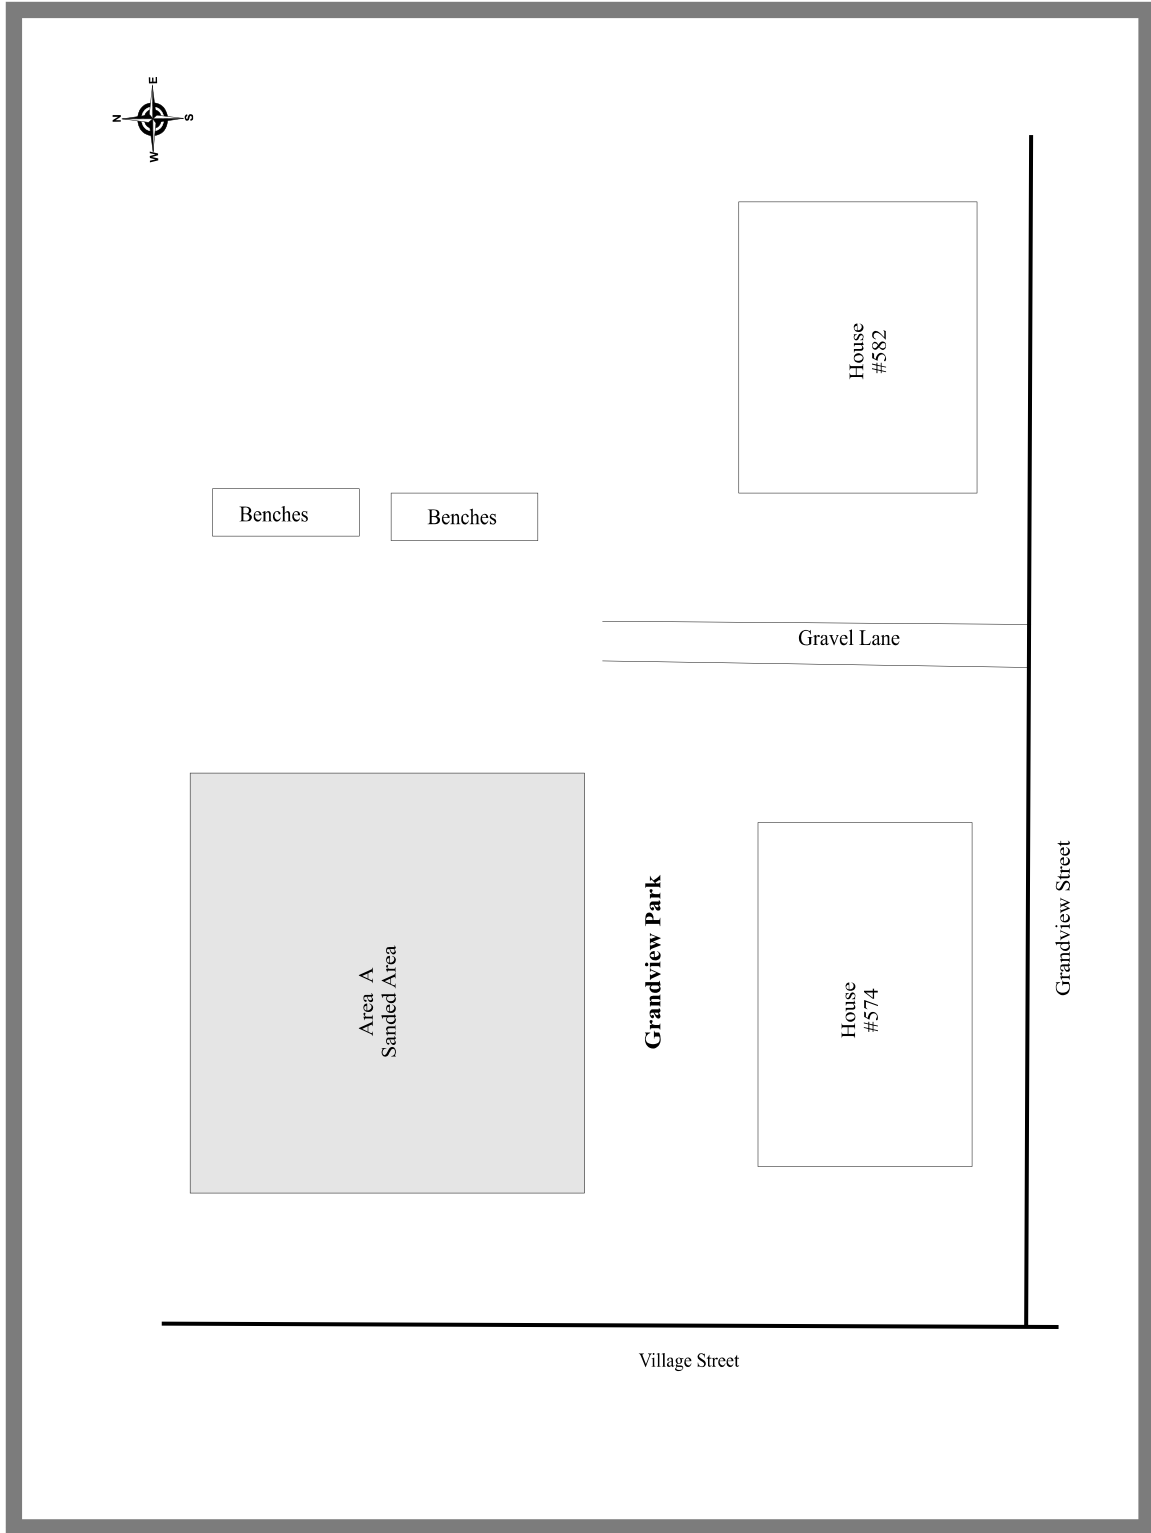 E
N
S
W
House
#582
Benches
Benches
Gravel Lane
Grandview Street
Grandview Park
Area A
Sanded Area
House
#574
Village Street